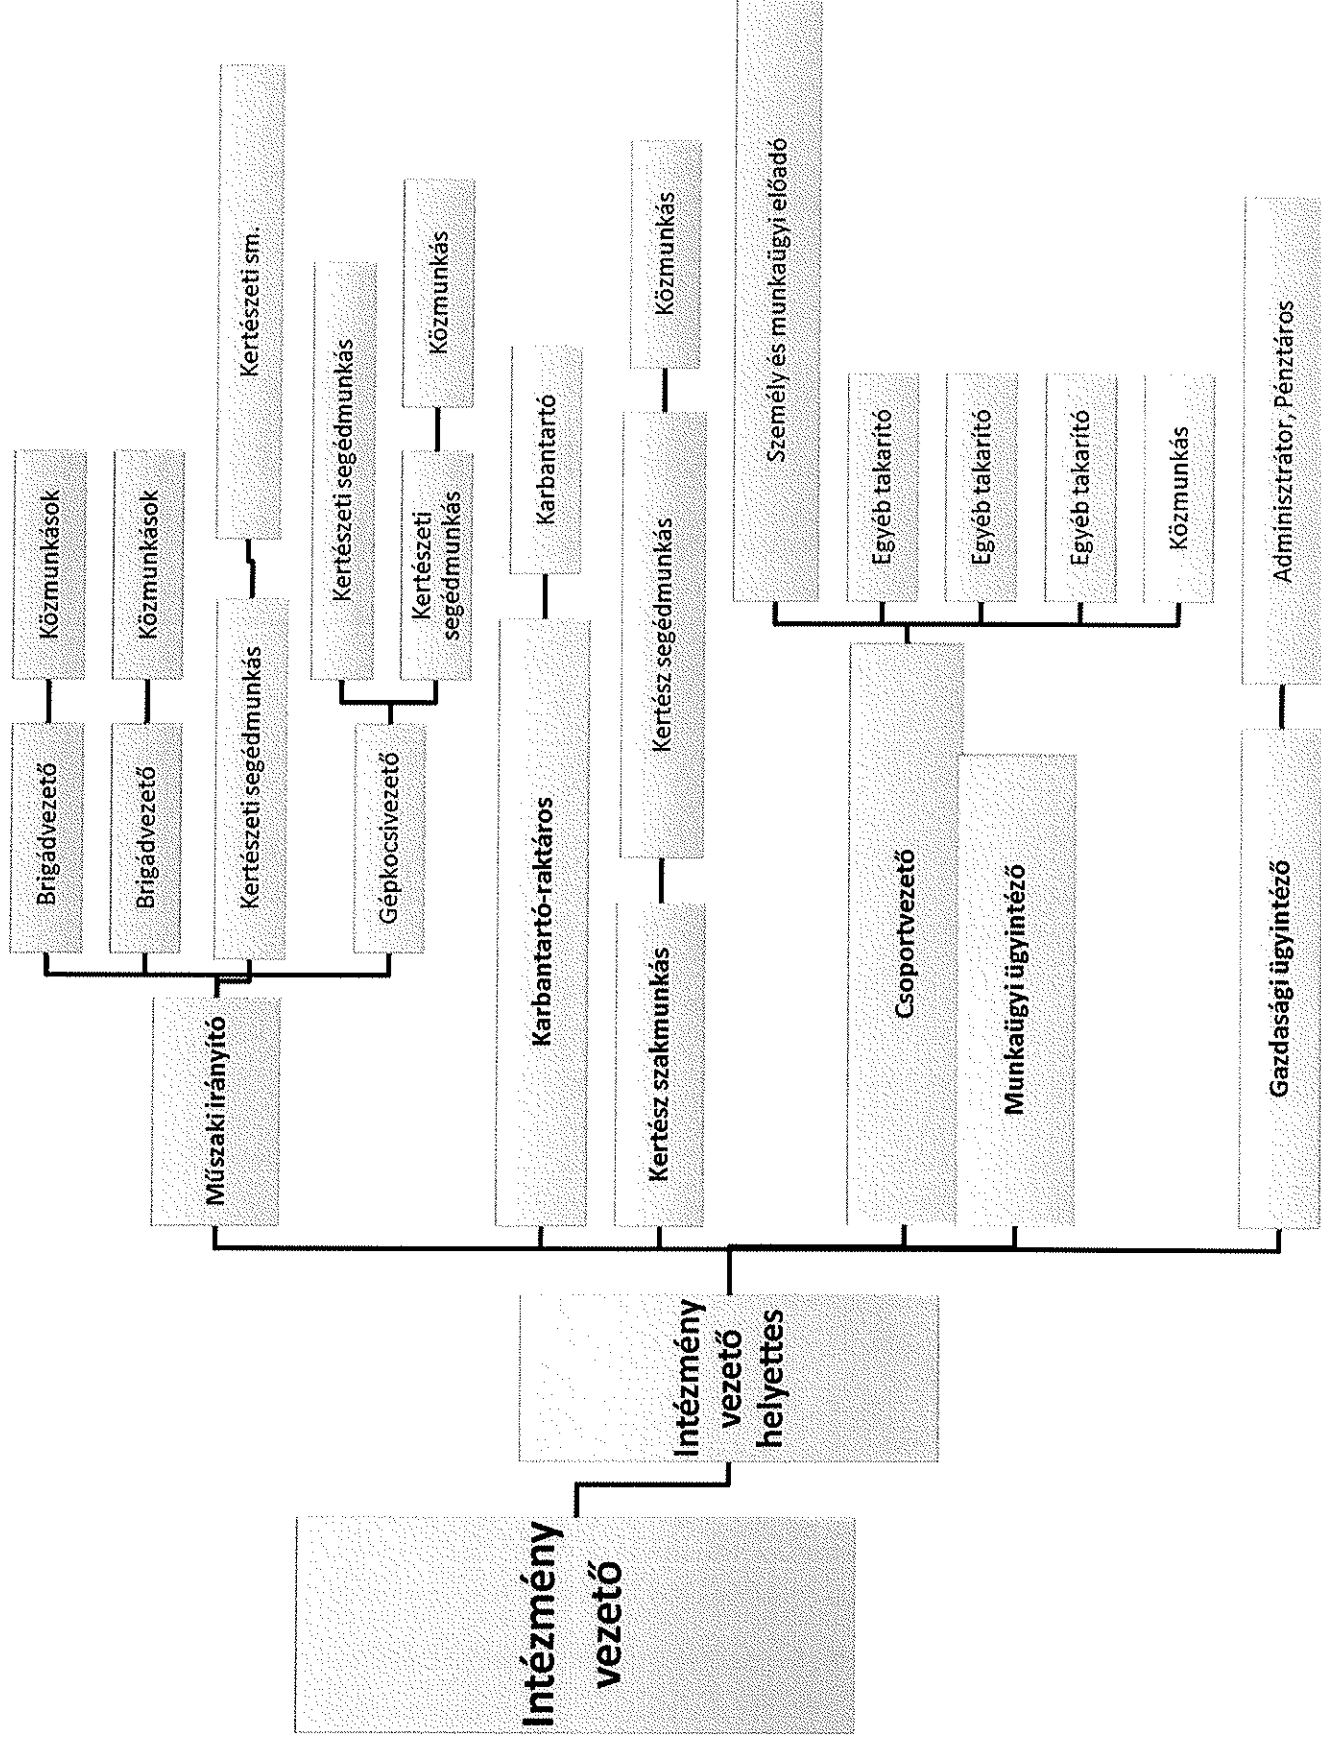 Intézmény
vezető
Intézmény
vezető
helyettes
Műszaki irányító
Brigádvezető
Közmunkások
Brigádvezető
Közmunkások
Kertészeti segédmunkás
Kertészeti sm.
Gépkocsivezető
Kertészeti segédmunkás
Kertészeti
segédmunkás
Közmunkás
Karbantartó-raktáros
Karbantartó
Kertész szakmunkás
Kertész segédmunkás
Közmunkás
Csoportvezető
Személy és munkaügyi előadó
Egyéb takarító
Egyéb takarító
Egyéb takarító
Közmunkás
Munkaügyi ügyintéző
Gazdasági ügyintéző
Adminisztrátor, Pénztáros